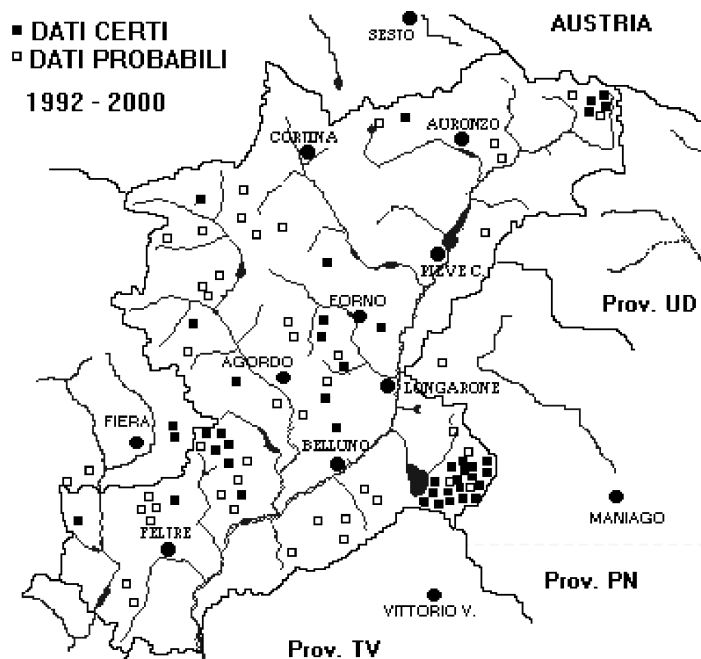 ■ DATI CERTI
□ DATI PROBABILI
1992 - 2000
SESTO
AUSTRIA
CORTINA
AURONZO
PIEVE C.
Prov. UD
FORNO
AGORDO
LONGARONE
FIERA
BELLUNO
MANIAGO
FELTRE
Prov. PN
VITTORIO V.
Prov. TV